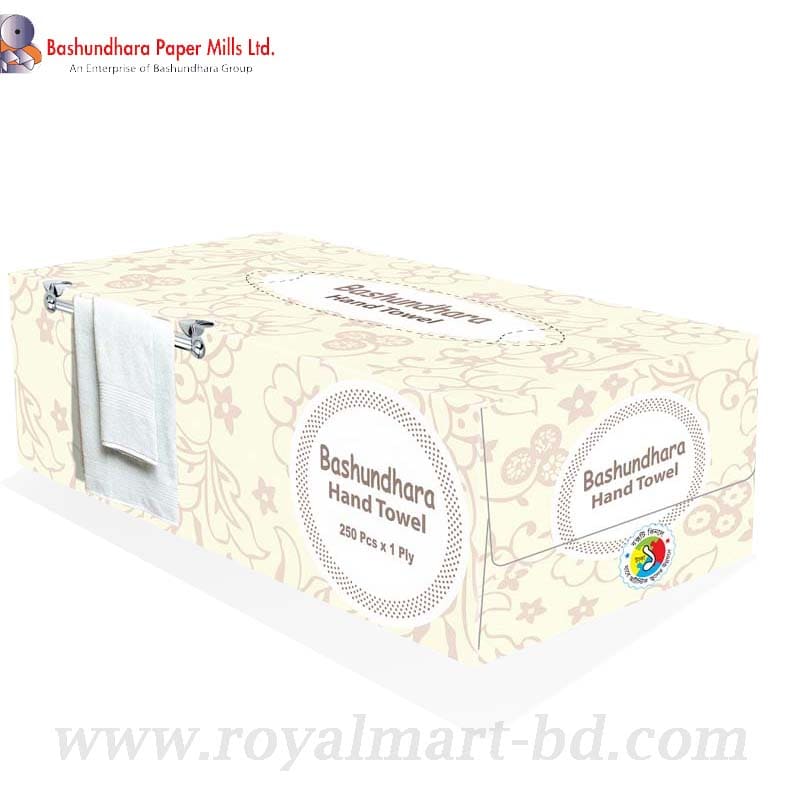 Bashundhara Paper Mills Ltd.
An Enterprise of Bashundhara Group
Bashundhara
Hand Towel
Bashundhara
Hand Towel
250 Pcs x 1 Ply
Bashundhara
Hand Towel
www.royalmart-bd.com